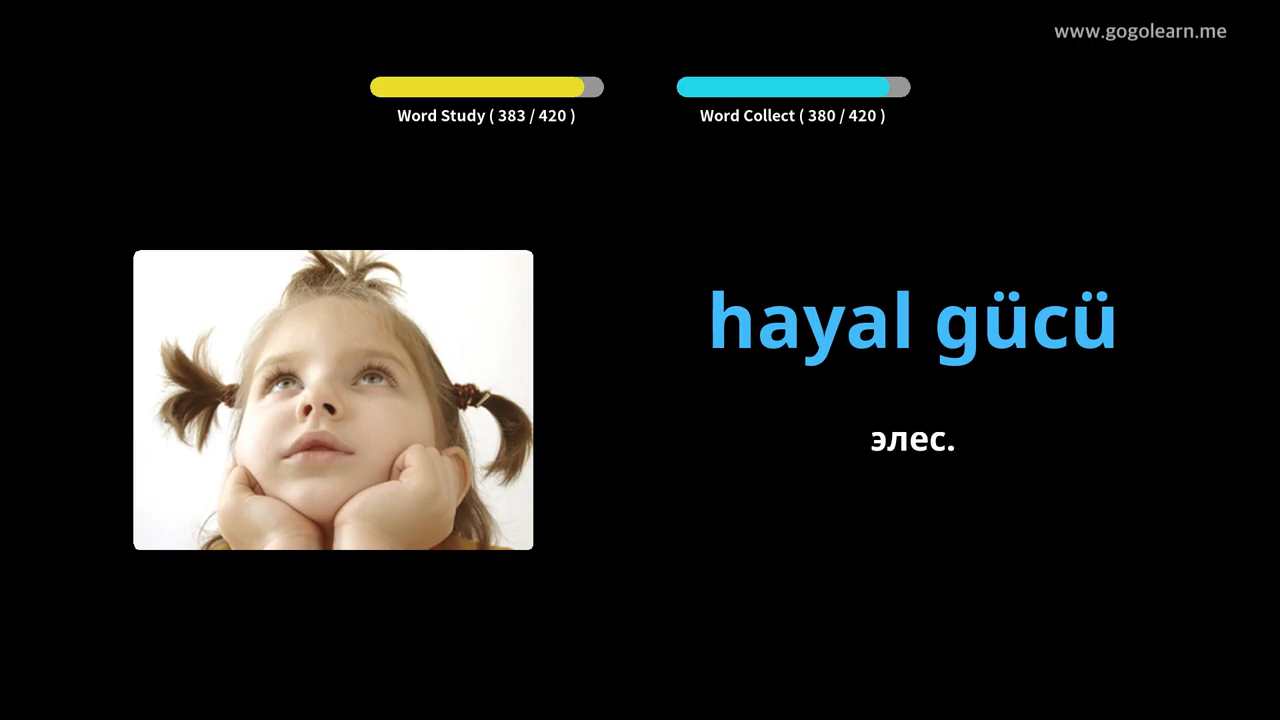 www.gogolearn.me
Word Study ( 383 / 420 )
Word Collect ( 380 / 420 )
hayal gücü
элес.